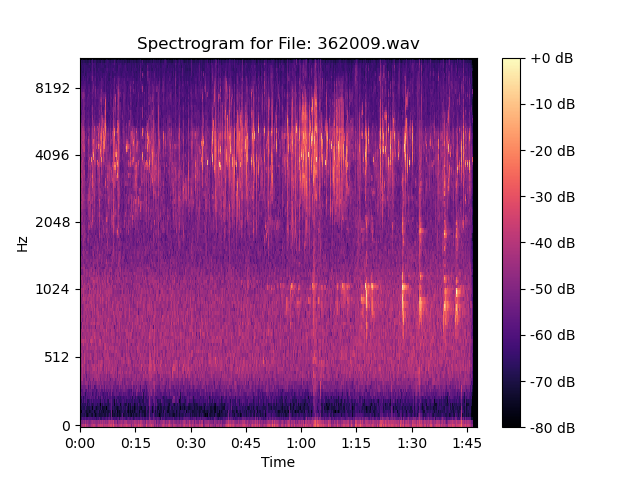 Spectrogram for File: 362009.wav
+0 dB
8192
-10 dB
4096
-20 dB
-30 dB
2048
-40 dB
Hz
1024
-50 dB
512
-60 dB
-70 dB
0
-80 dB
0:00 0:15 0:30 0:45 1:00 1:15 1:30 1:45
Time